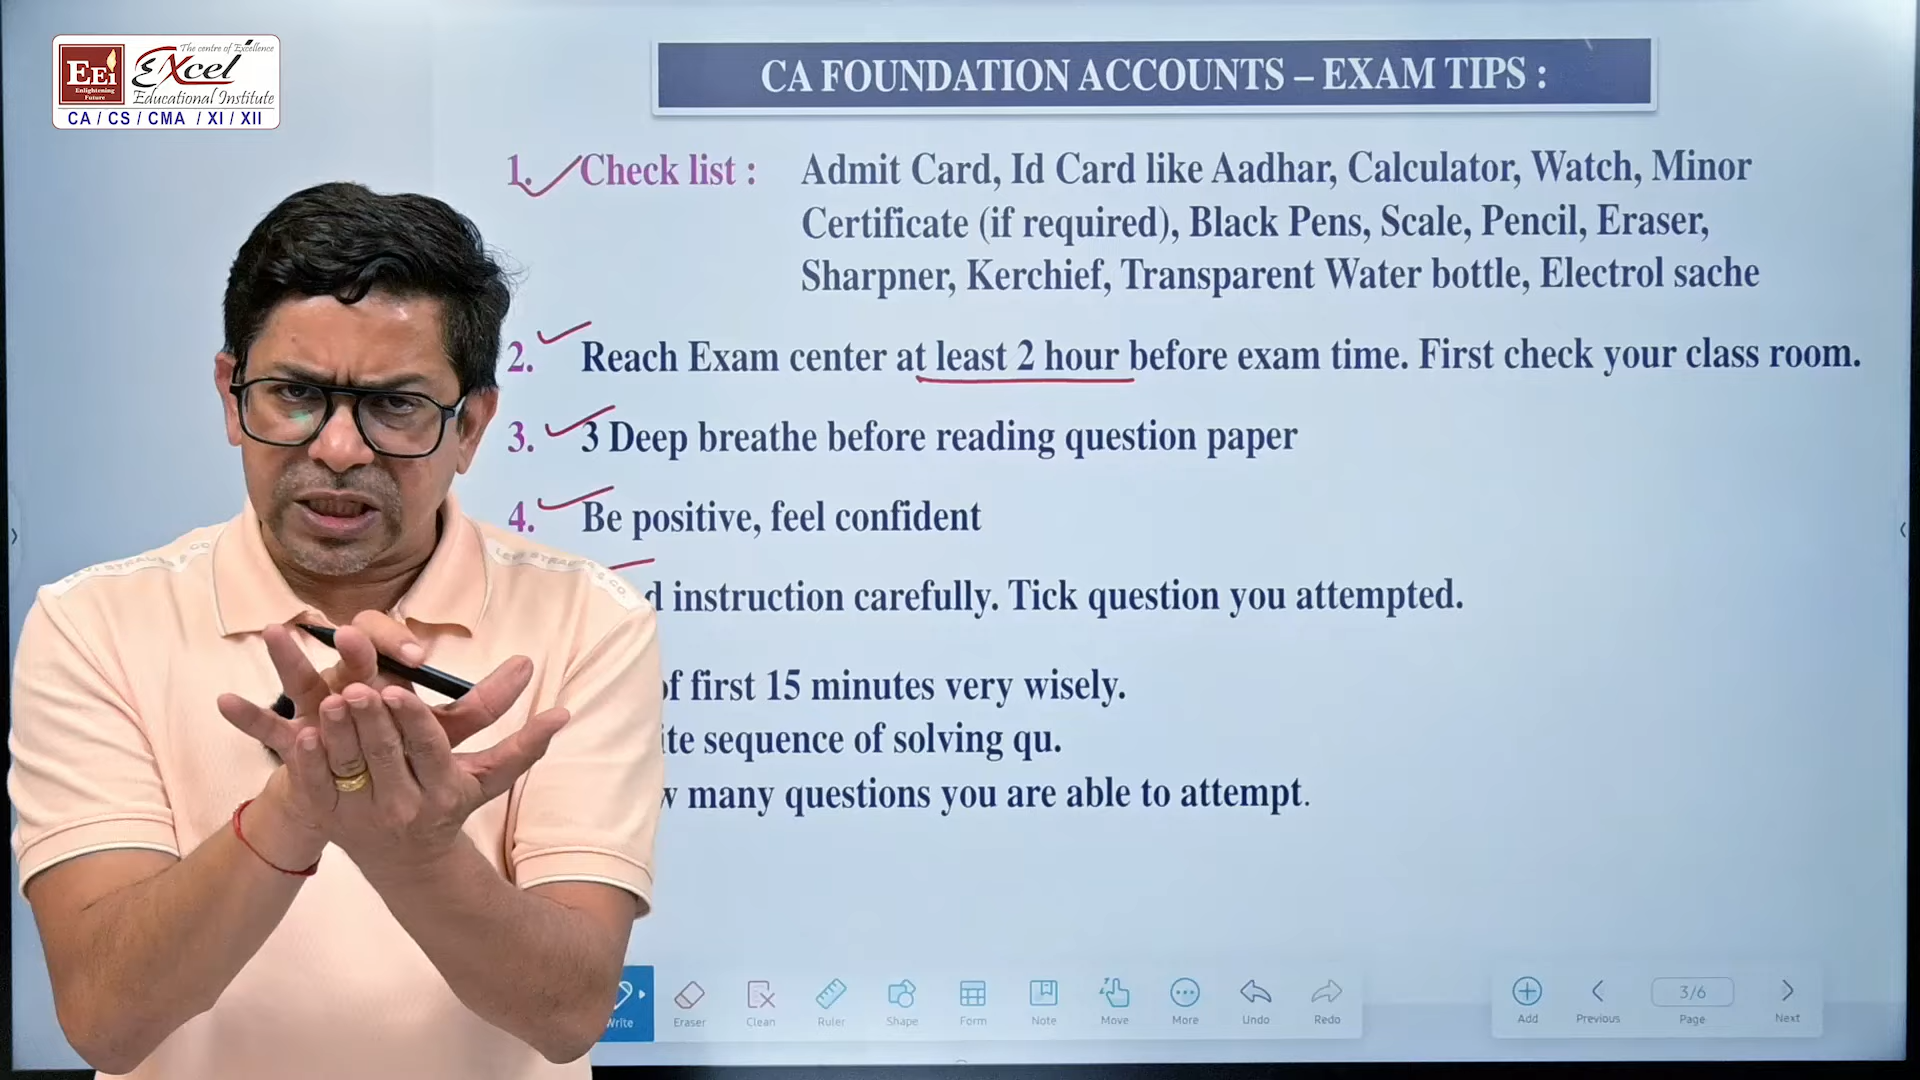 The centre of Excellence
EEi Excel
Enlightening
Future
Educational Institute
CA / CS / CMA / XI / XII
CA FOUNDATION ACCOUNTS – EXAM TIPS :
1. Check list : Admit Card, Id Card like Aadhar, Calculator, Watch, Minor
Certificate (if required), Black Pens, Scale, Pencil, Eraser,
Sharpner, Kerchief, Transparent Water bottle, Electrol sache
2. Reach Exam center at least 2 hour before exam time. First check your class room.
3. 3 Deep breathe before reading question paper
4. Be positive, feel confident
instruction carefully. Tick question you attempted.
first 15 minutes very wisely.
sequence of solving qu.
many questions you are able to attempt.
LEVI STRAUSS & CO.
Write Eraser Clean Ruler Shape Form Note Move More Undo Redo
Add Previous 3/6 Page Next